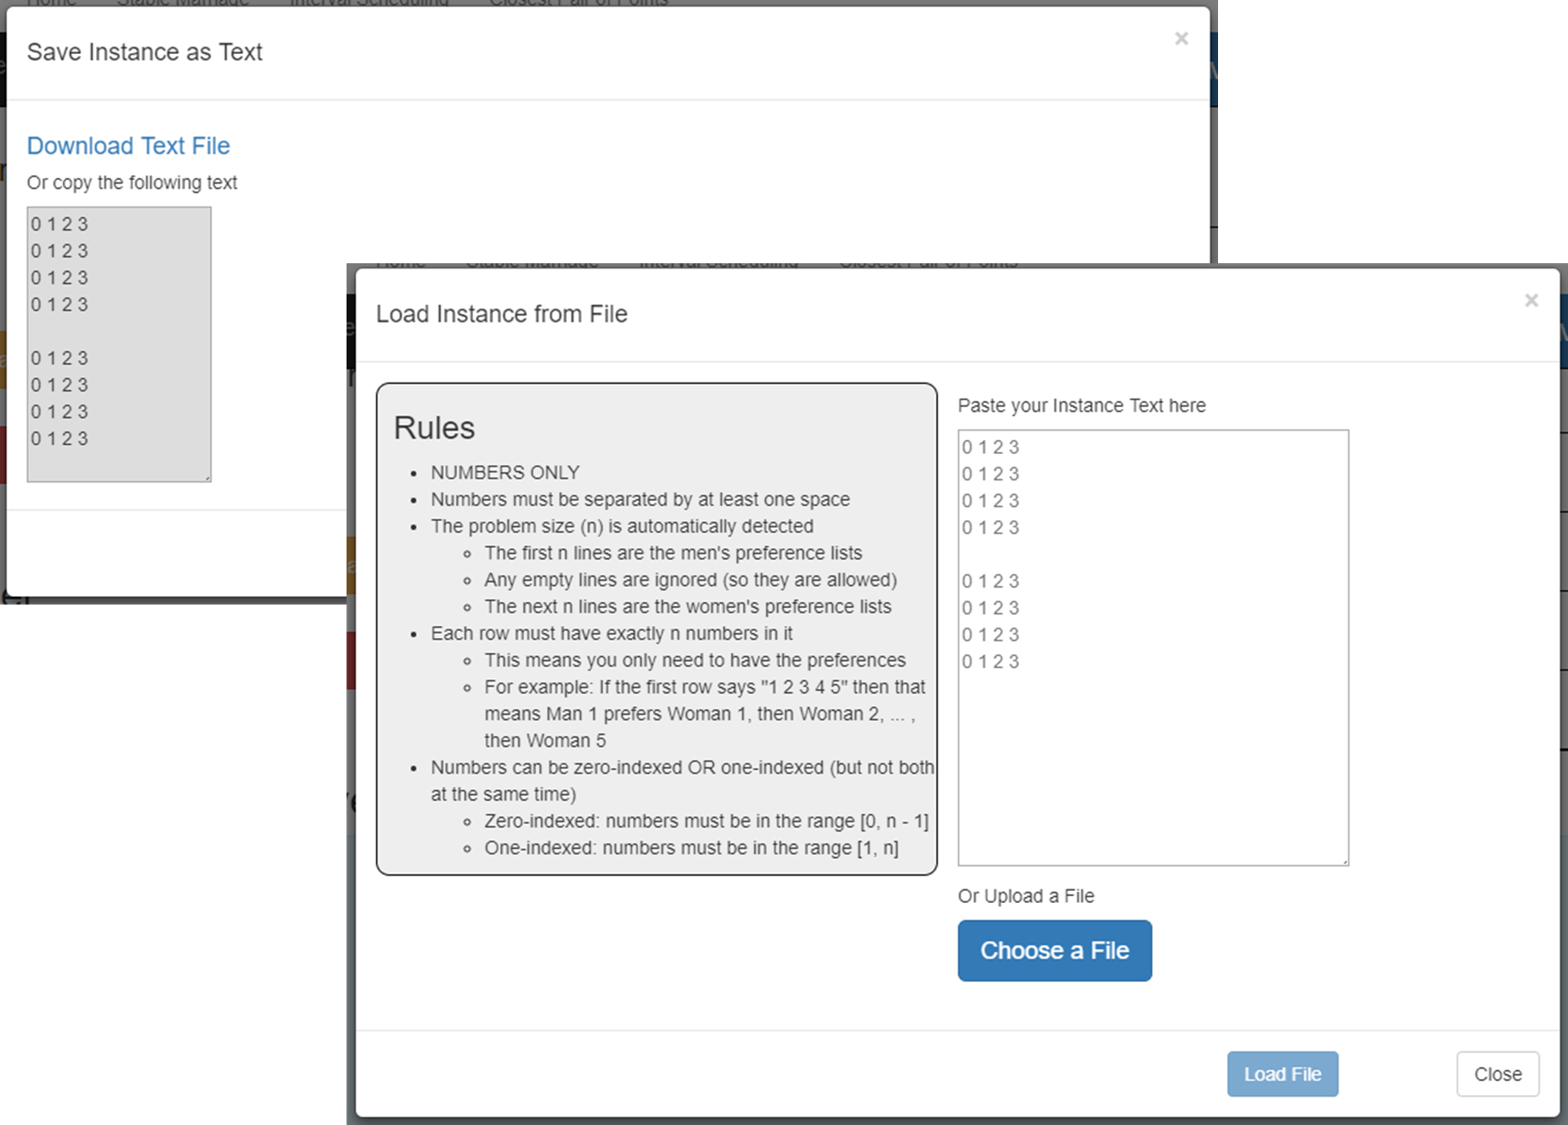 Home Stable Marriage Interval Scheduling Closest Pair of Points
Save Instance as Text
×
Download Text File
Or copy the following text
0 1 2 3
0 1 2 3
0 1 2 3
0 1 2 3
0 1 2 3
0 1 2 3
0 1 2 3
0 1 2 3
Home Stable Marriage Interval Scheduling Closest Pair of Points
Load Instance from File
×
Rules
• NUMBERS ONLY
• Numbers must be separated by at least one space
• The problem size (n) is automatically detected
◦ The first n lines are the men's preference lists
◦ Any empty lines are ignored (so they are allowed)
◦ The next n lines are the women's preference lists
• Each row must have exactly n numbers in it
◦ This means you only need to have the preferences
◦ For example: If the first row says "1 2 3 4 5" then that
means Man 1 prefers Woman 1, then Woman 2, ... ,
then Woman 5
• Numbers can be zero-indexed OR one-indexed (but not both
at the same time)
◦ Zero-indexed: numbers must be in the range [0, n - 1]
◦ One-indexed: numbers must be in the range [1, n]
Paste your Instance Text here
0 1 2 3
0 1 2 3
0 1 2 3
0 1 2 3
0 1 2 3
0 1 2 3
0 1 2 3
0 1 2 3
Or Upload a File
Choose a File
Load File
Close